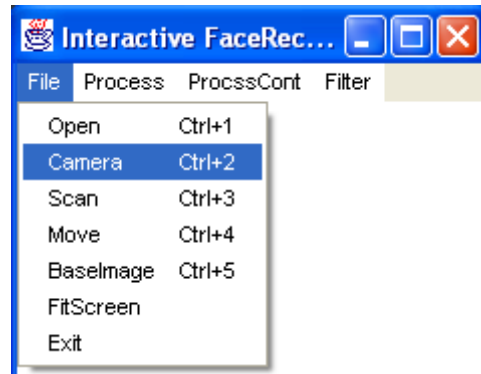 Interactive FaceRec...
File Process ProcssCont Filter
Open Ctrl+1
Camera Ctrl+2
Scan Ctrl+3
Move Ctrl+4
BaseImage Ctrl+5
FitScreen
Exit